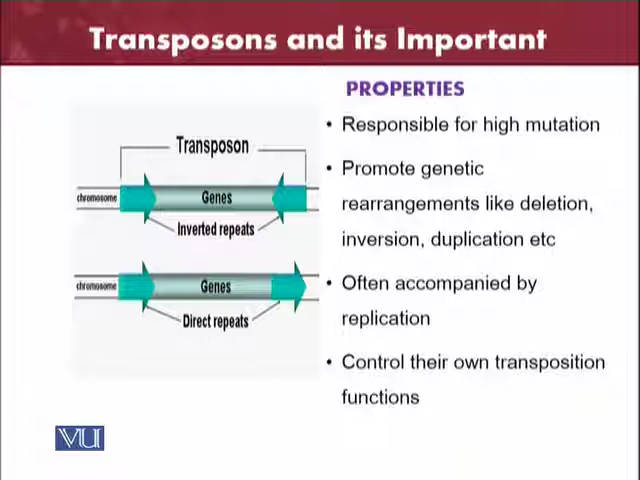 Transposons and its Important
PROPERTIES
• Responsible for high mutation
• Promote genetic
rearrangements like deletion,
inversion, duplication etc
• Often accompanied by
replication
• Control their own transposition
functions
Transposon
chromosome
Genes
Inverted repeats
chromosome
Genes
Direct repeats
VU